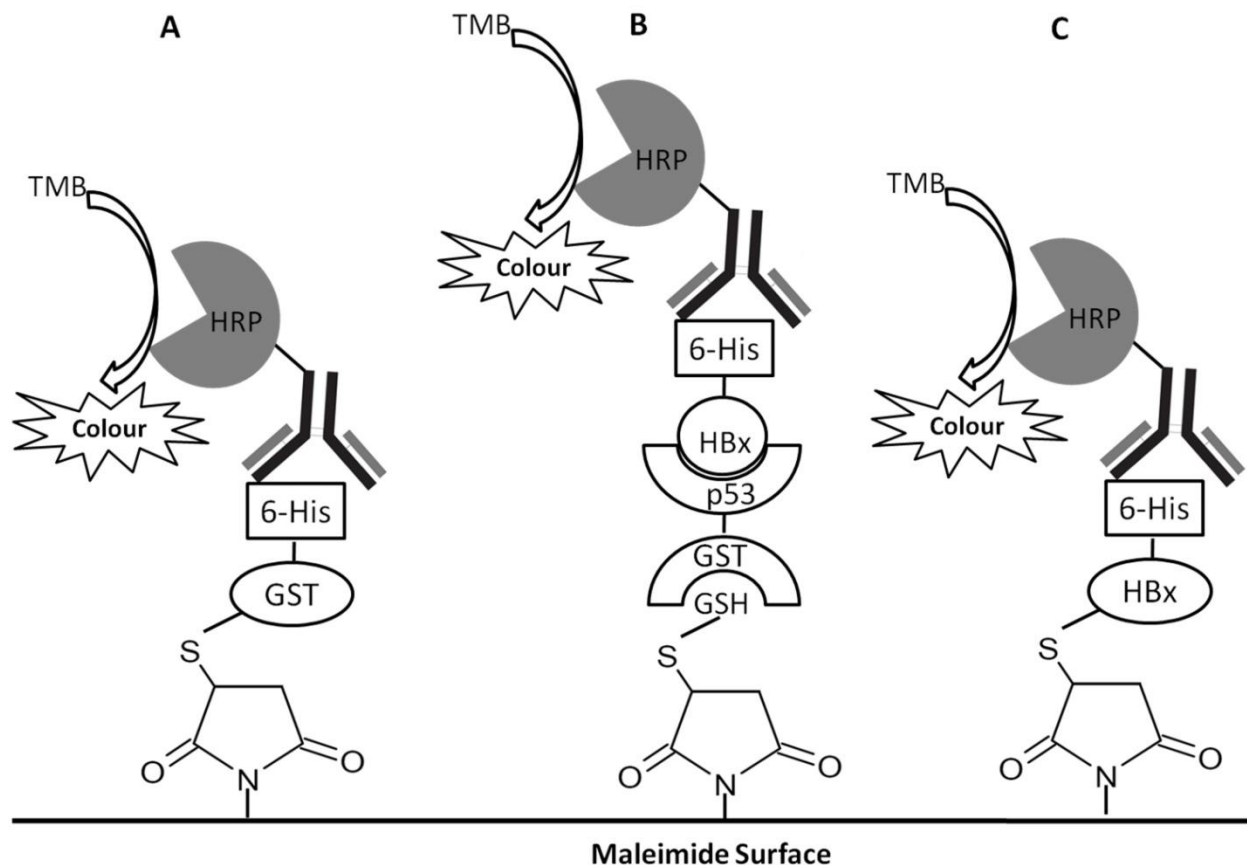 A
TMB
HRP
Colour
6-His
GST
S
O
N
O
B
TMB
HRP
Colour
6-His
HBx
p53
GST
GSH
S
O
N
O
C
TMB
HRP
Colour
6-His
HBx
S
O
N
O
Maleimide Surface